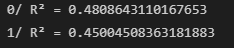 0/ R² = 0.4808643110167653
1/ R² = 0.45004508363181883